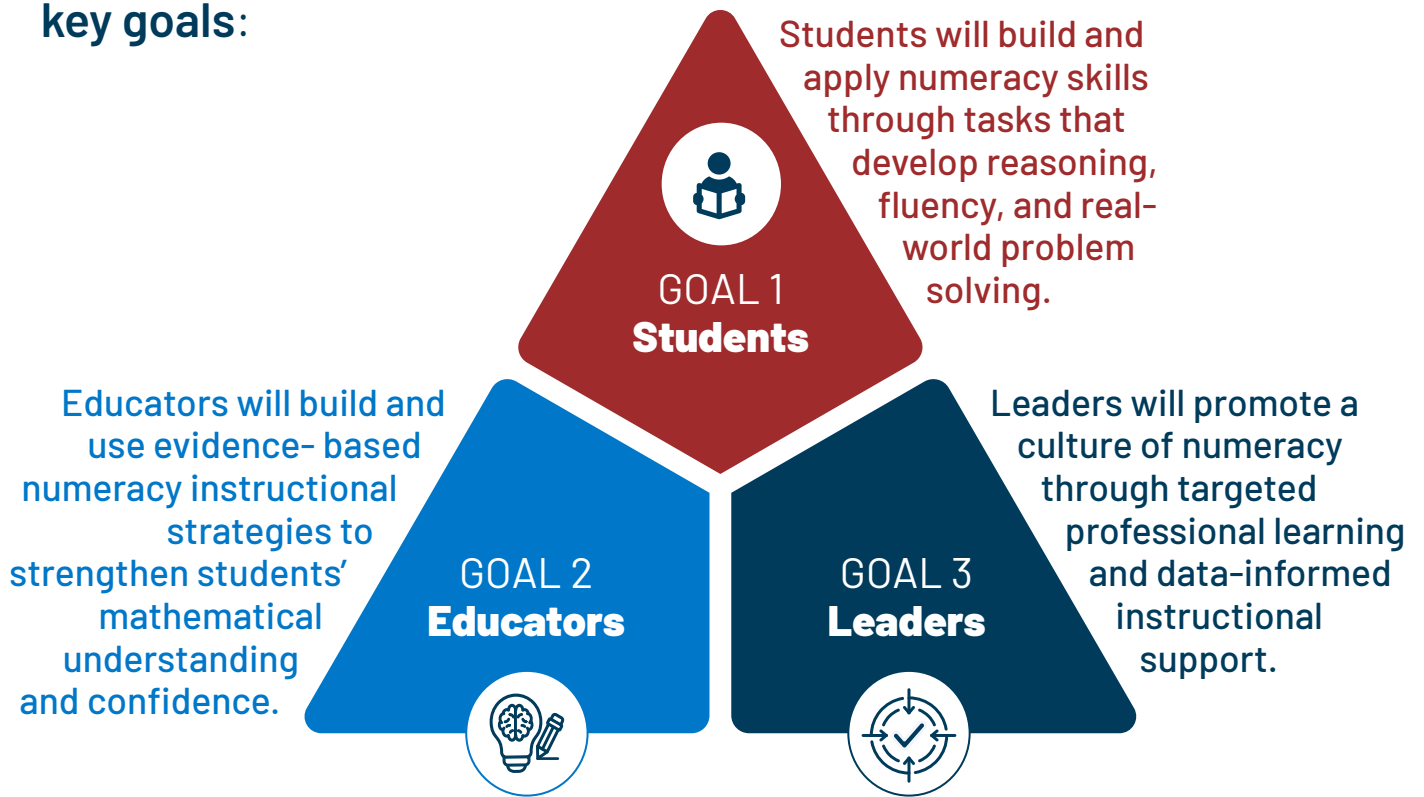 key goals:
Students will build and
apply numeracy skills
through tasks that
develop reasoning,
fluency, and real-
world problem
solving.
GOAL 1
Students
Educators will build and
use evidence- based
numeracy instructional
strategies to
strengthen students’
mathematical
understanding
and confidence.
GOAL 2
Educators
Leaders will promote a
culture of numeracy
through targeted
professional learning
and data-informed
instructional
support.
GOAL 3
Leaders